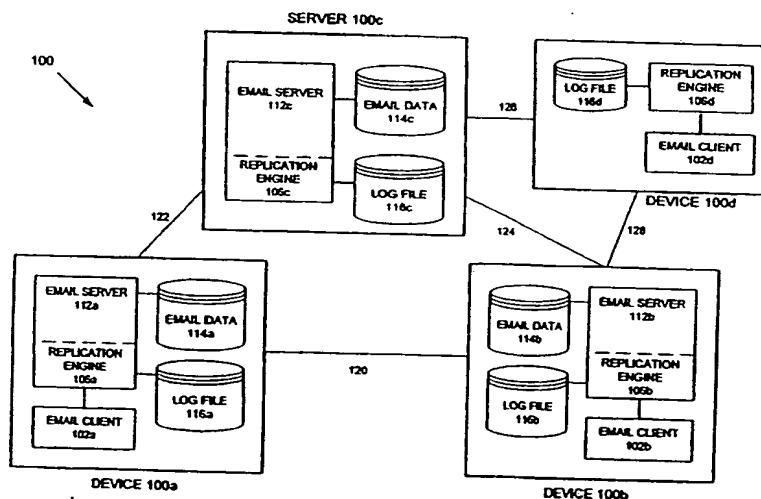 SERVER 100c
100
EMAIL SERVER
112c
EMAIL DATA
114c
REPLICATION
ENGINE
106c
LOG FILE
116c
126
LOG FILE
116d
REPLICATION
ENGINE
106d
EMAIL CLIENT
102d
DEVICE 100d
122
124
128
EMAIL SERVER
112a
EMAIL DATA
114a
REPLICATION
ENGINE
106a
LOG FILE
116a
EMAIL CLIENT
102a
DEVICE 100a
120
EMAIL DATA
114b
EMAIL SERVER
112b
REPLICATION
ENGINE
106b
LOG FILE
116b
EMAIL CLIENT
102b
DEVICE 100b